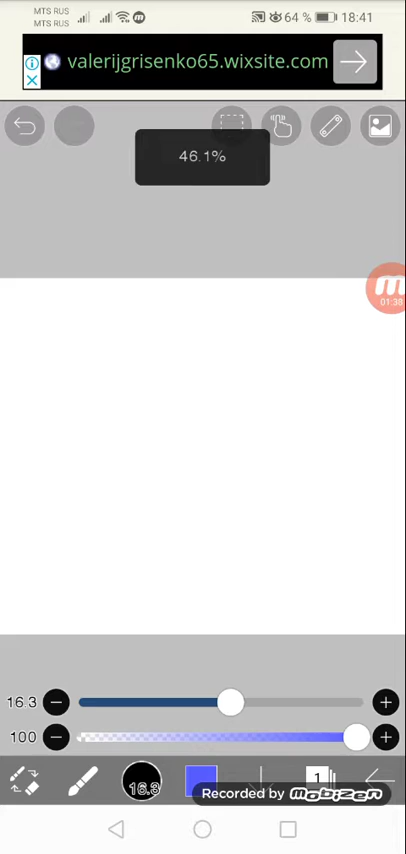 MTS RUS
MTS RUS
64 % 18:41
valerijgrisenko65.wixsite.com
46.1%
01:38
16.3
100
16.3
1
Recorded by mobizen